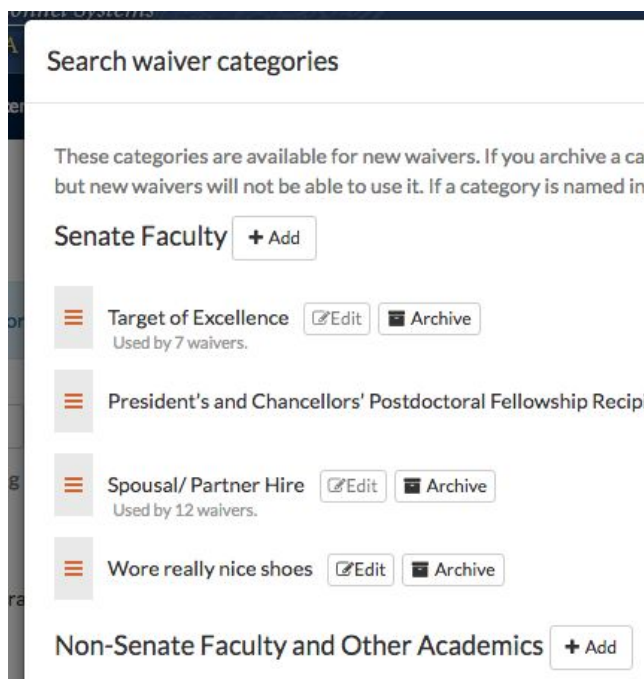 Systems
Search waiver categories
These categories are available for new waivers. If you archive a ca
but new waivers will not be able to use it. If a category is named in
Senate Faculty + Add
Target of Excellence Edit Archive
Used by 7 waivers.
President's and Chancellors' Postdoctoral Fellowship Recip
Spousal/ Partner Hire Edit Archive
Used by 12 waivers.
Wore really nice shoes Edit Archive
Non-Senate Faculty and Other Academics + Add